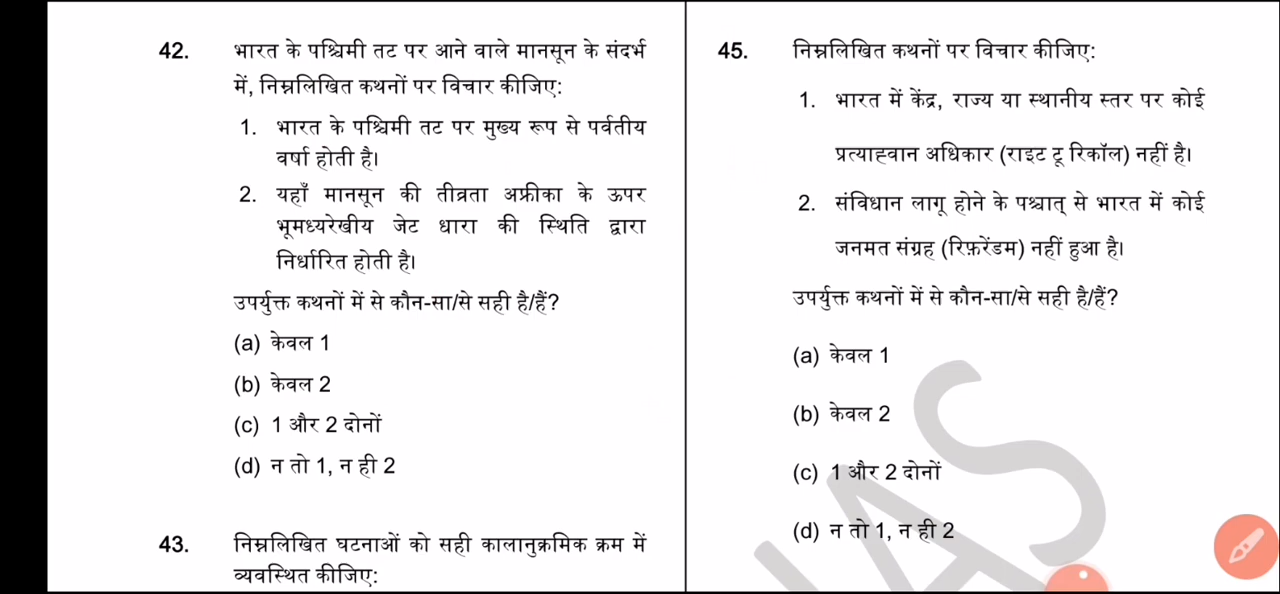 42. भारत के पश्चिमी तट पर आने वाले मानसून के संदर्भ
में, निम्नलिखित कथनों पर विचार कीजिए:
1. भारत के पश्चिमी तट पर मुख्य रूप से पर्वतीय
वर्षा होती है।
2. यहाँ मानसून की तीव्रता अफ्रीका के ऊपर
भूमध्यरेखीय जेट धारा की स्थिति द्वारा
निर्धारित होती है।
उपर्युक्त कथनों में से कौन-सा/से सही है/हैं?
(a) केवल 1
(b) केवल 2
(c) 1 और 2 दोनों
(d) न तो 1, न ही 2
43. निम्नलिखित घटनाओं को सही कालानुक्रमिक क्रम में
व्यवस्थित कीजिए:
45. निम्नलिखित कथनों पर विचार कीजिए:
1. भारत में केंद्र, राज्य या स्थानीय स्तर पर कोई
प्रत्याह्वान अधिकार (राइट टू रिकॉल) नहीं है।
2. संविधान लागू होने के पश्चात् से भारत में कोई
जनमत संग्रह (रिफ़रेंडम) नहीं हुआ है।
उपर्युक्त कथनों में से कौन-सा/से सही है/हैं?
(a) केवल 1
(b) केवल 2
(c) 1 और 2 दोनों
(d) न तो 1, न ही 2
IAS